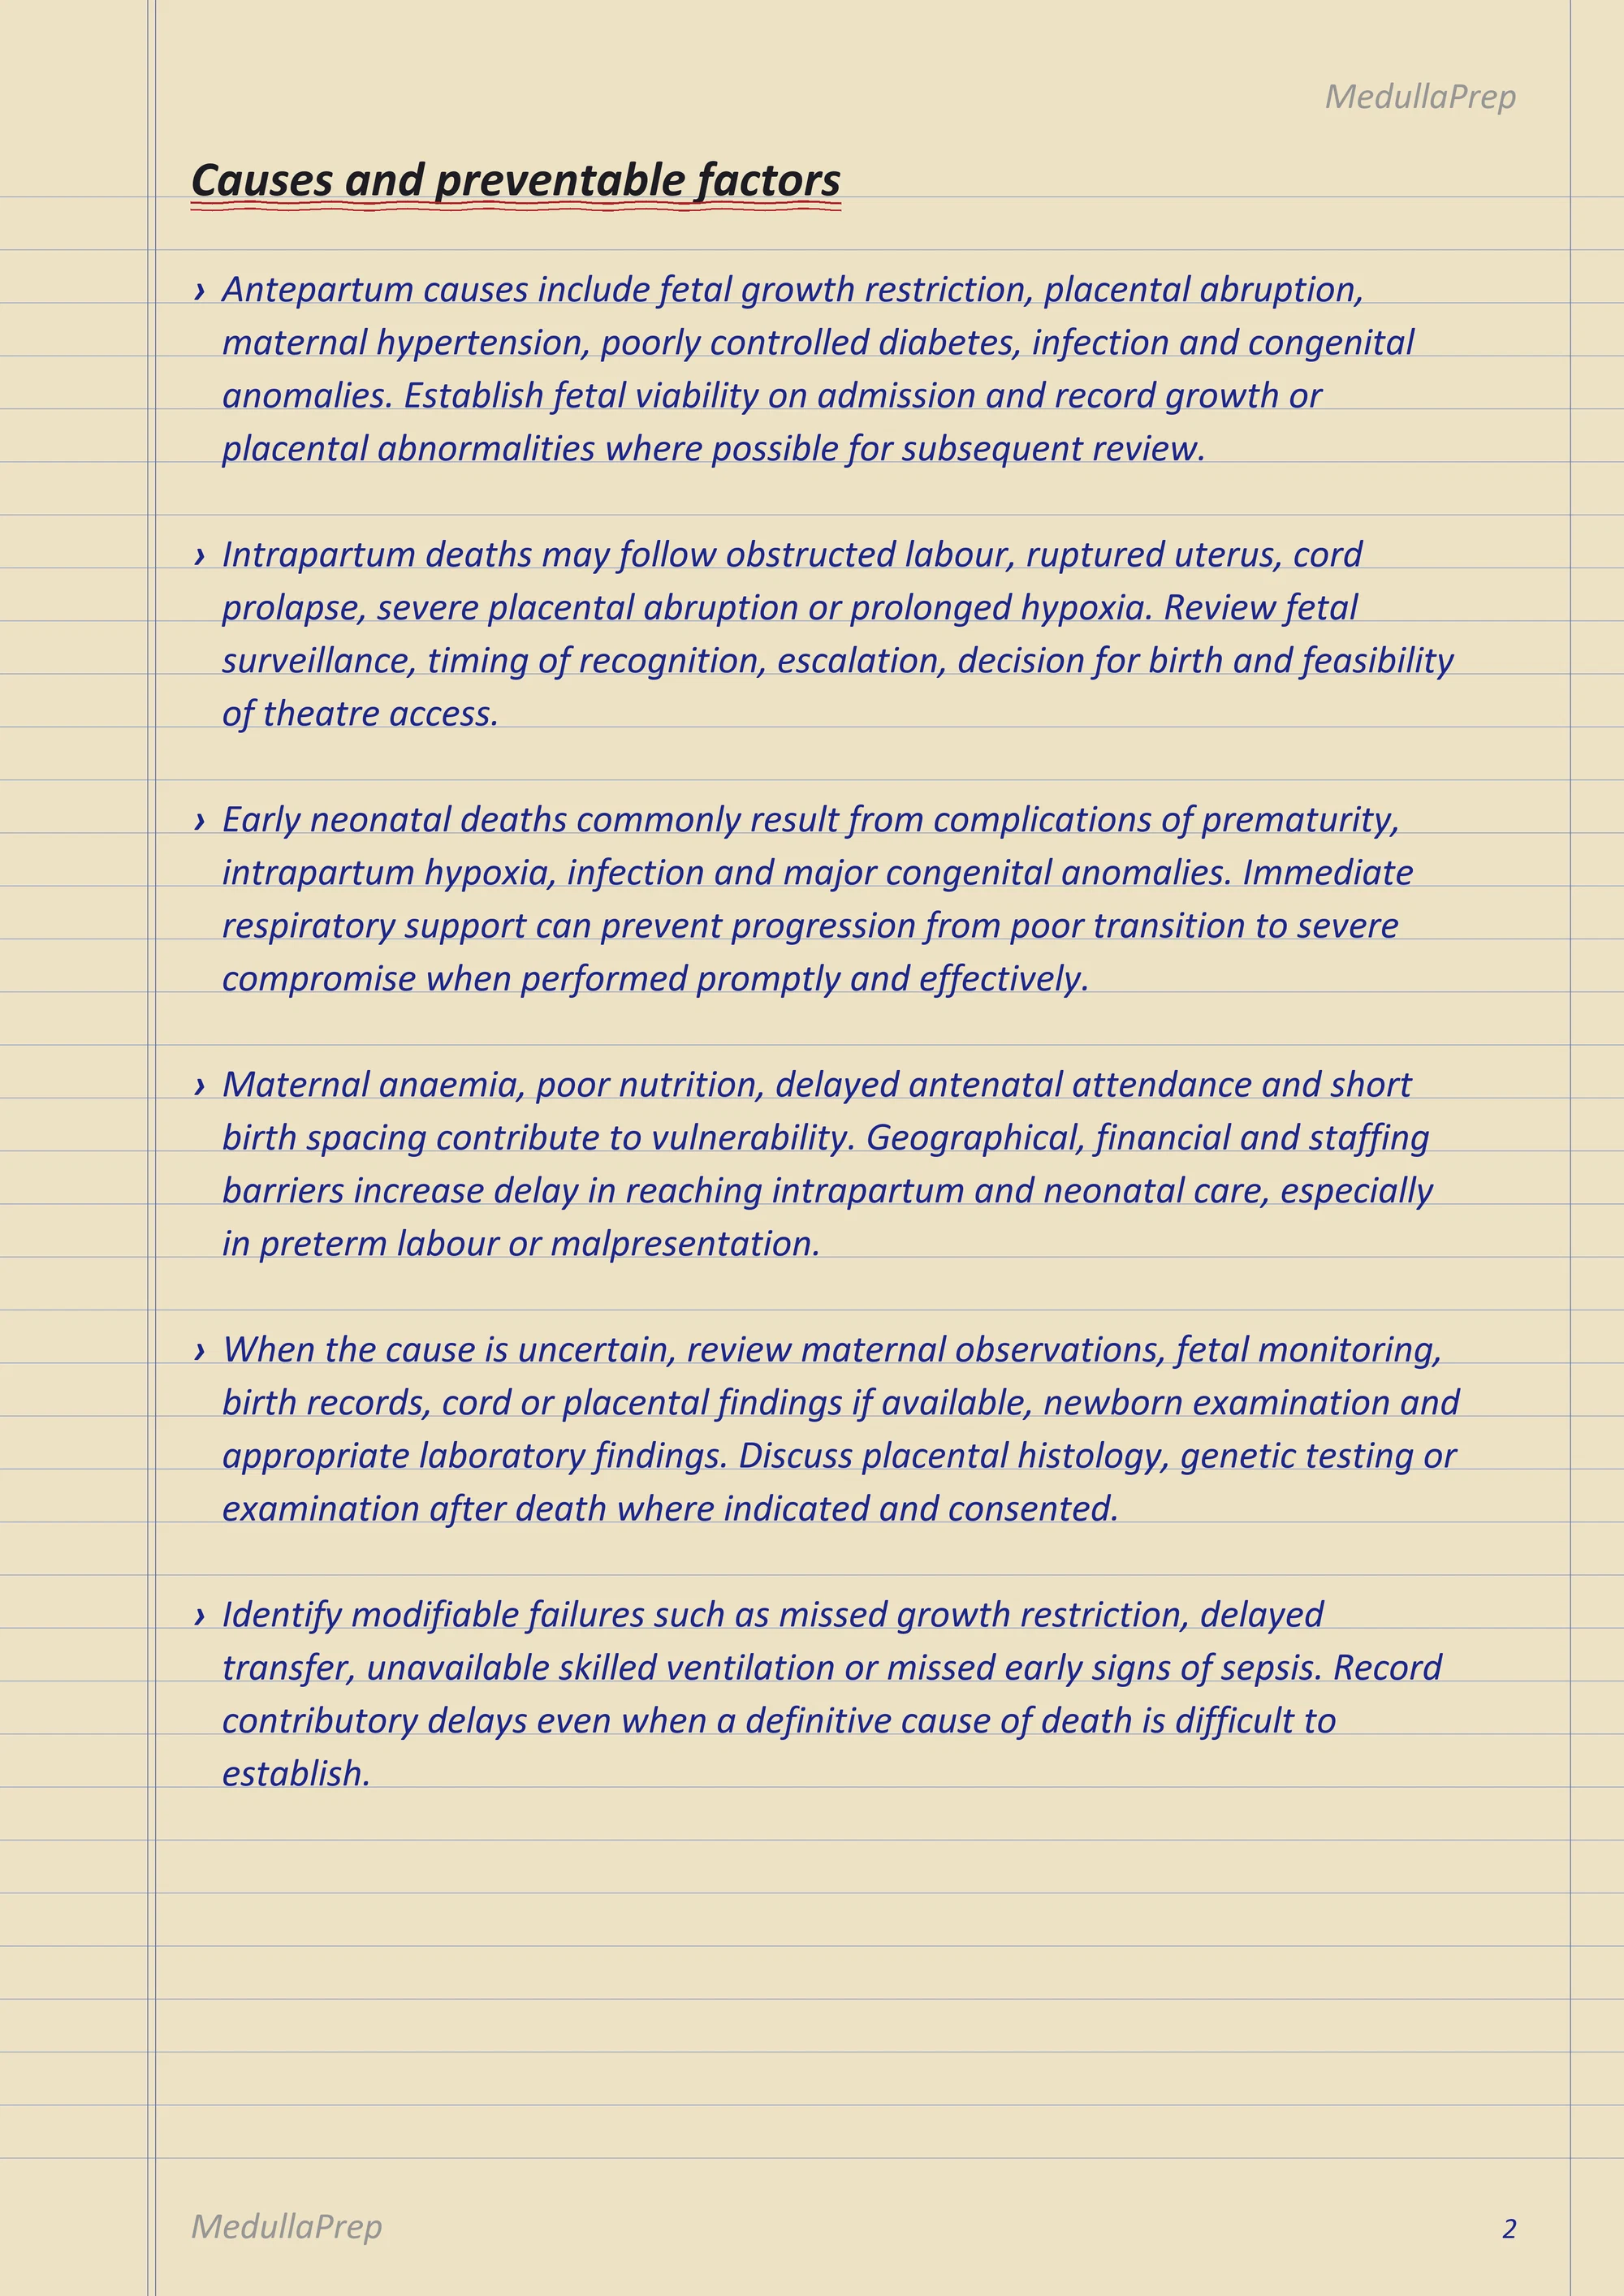 MedullaPrep
Causes and preventable factors
› Antepartum causes include fetal growth restriction, placental abruption,
maternal hypertension, poorly controlled diabetes, infection and congenital
anomalies. Establish fetal viability on admission and record growth or
placental abnormalities where possible for subsequent review.
› Intrapartum deaths may follow obstructed labour, ruptured uterus, cord
prolapse, severe placental abruption or prolonged hypoxia. Review fetal
surveillance, timing of recognition, escalation, decision for birth and feasibility
of theatre access.
› Early neonatal deaths commonly result from complications of prematurity,
intrapartum hypoxia, infection and major congenital anomalies. Immediate
respiratory support can prevent progression from poor transition to severe
compromise when performed promptly and effectively.
› Maternal anaemia, poor nutrition, delayed antenatal attendance and short
birth spacing contribute to vulnerability. Geographical, financial and staffing
barriers increase delay in reaching intrapartum and neonatal care, especially
in preterm labour or malpresentation.
› When the cause is uncertain, review maternal observations, fetal monitoring,
birth records, cord or placental findings if available, newborn examination and
appropriate laboratory findings. Discuss placental histology, genetic testing or
examination after death where indicated and consented.
› Identify modifiable failures such as missed growth restriction, delayed
transfer, unavailable skilled ventilation or missed early signs of sepsis. Record
contributory delays even when a definitive cause of death is difficult to
establish.
MedullaPrep
2